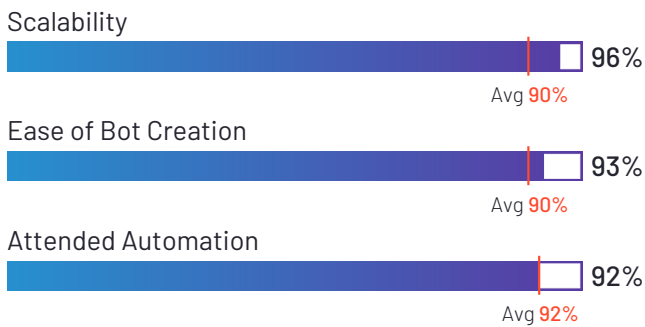 Scalability
96%
Avg 90%
Ease of Bot Creation
93%
Avg 90%
Attended Automation
92%
Avg 92%